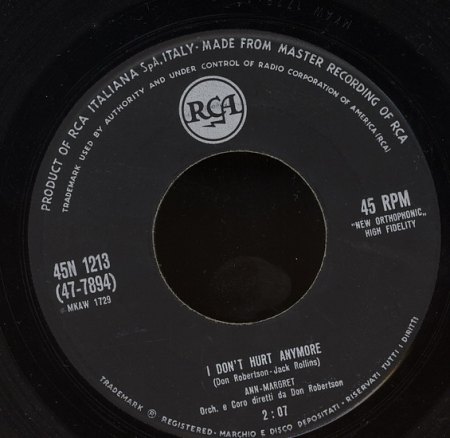 PRODUCT OF RCA ITALIANA SpA, ITALY · MADE FROM MASTER RECORDING OF RCA
TRADEMARK USED BY AUTHORITY AND UNDER CONTROL OF RADIO CORPORATION OF AMERICA (RCA)
RCA
45 RPM
"NEW ORTHOPHONIC„
HIGH FIDELITY
45N 1213
(47-7894)
MKAW 1729
I DON'T HURT ANYMORE
(Don Robertson-Jack Rollins)
ANN-MARGRET
Orch. e Coro diretti da Don Robertson
2:07
TRADEMARK ® REGISTERED - MARCHIO E DISCO DEPOSITATI - RISERVATI TUTTI I DIRITTI